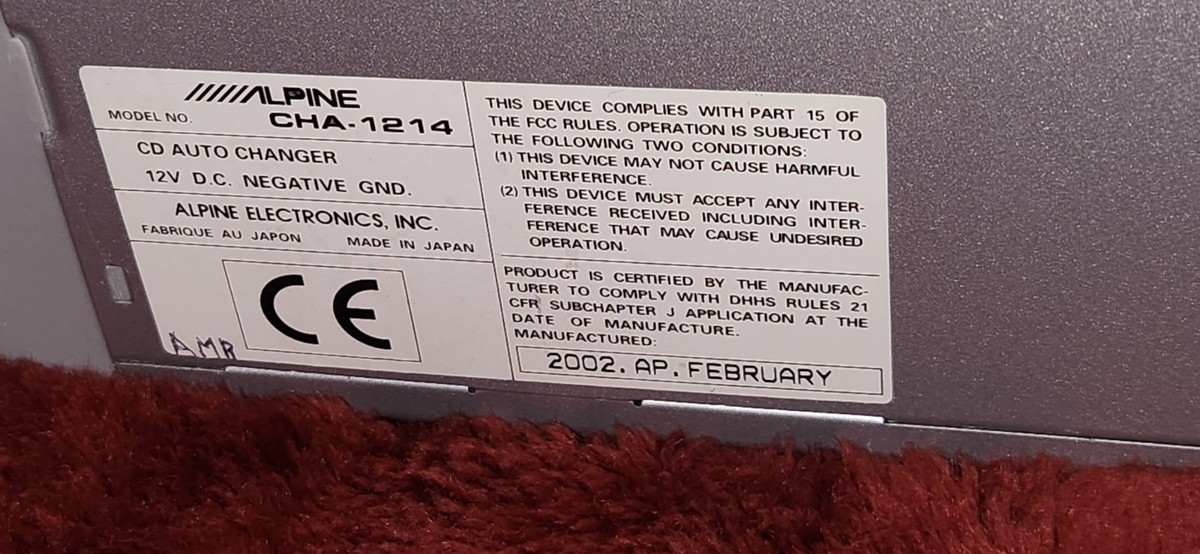 ALPINE
MODEL NO. CHA-1214
CD AUTO CHANGER
12V D.C. NEGATIVE GND.
ALPINE ELECTRONICS, INC.
FABRIQUE AU JAPON MADE IN JAPAN
CE
AMR
THIS DEVICE COMPLIES WITH PART 15 OF
THE FCC RULES. OPERATION IS SUBJECT TO
THE FOLLOWING TWO CONDITIONS:
(1) THIS DEVICE MAY NOT CAUSE HARMFUL
INTERFERENCE.
(2) THIS DEVICE MUST ACCEPT ANY INTER-
FERENCE RECEIVED INCLUDING INTER-
FERENCE THAT MAY CAUSE UNDESIRED
OPERATION.
PRODUCT IS CERTIFIED BY THE MANUFAC-
TURER TO COMPLY WITH DHHS RULES 21
CFR SUBCHAPTER J APPLICATION AT THE
DATE OF MANUFACTURE.
MANUFACTURED:
2002. AP. FEBRUARY